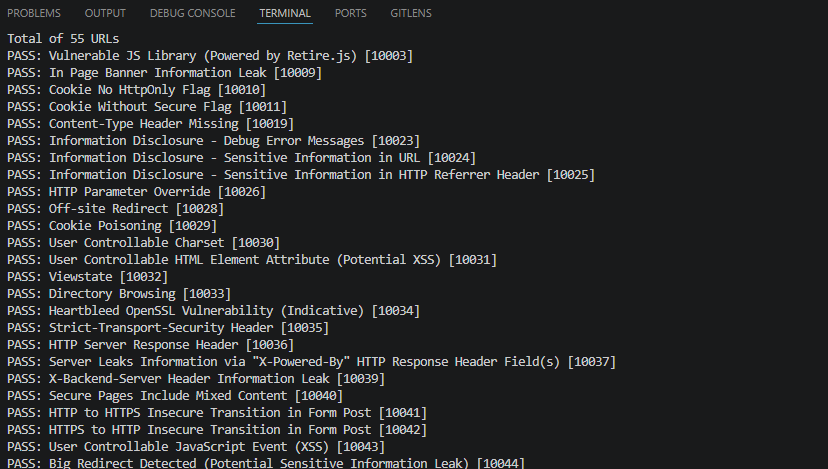 PROBLEMS OUTPUT DEBUG CONSOLE TERMINAL PORTS GITLENS
Total of 55 URLs
PASS: Vulnerable JS Library (Powered by Retire.js) [10003]
PASS: In Page Banner Information Leak [10009]
PASS: Cookie No HttpOnly Flag [10010]
PASS: Cookie Without Secure Flag [10011]
PASS: Content-Type Header Missing [10019]
PASS: Information Disclosure - Debug Error Messages [10023]
PASS: Information Disclosure - Sensitive Information in URL [10024]
PASS: Information Disclosure - Sensitive Information in HTTP Referrer Header [10025]
PASS: HTTP Parameter Override [10026]
PASS: Off-site Redirect [10028]
PASS: Cookie Poisoning [10029]
PASS: User Controllable Charset [10030]
PASS: User Controllable HTML Element Attribute (Potential XSS) [10031]
PASS: Viewstate [10032]
PASS: Directory Browsing [10033]
PASS: Heartbleed OpenSSL Vulnerability (Indicative) [10034]
PASS: Strict-Transport-Security Header [10035]
PASS: HTTP Server Response Header [10036]
PASS: Server Leaks Information via "X-Powered-By" HTTP Response Header Field(s) [10037]
PASS: X-Backend-Server Header Information Leak [10039]
PASS: Secure Pages Include Mixed Content [10040]
PASS: HTTP to HTTPS Insecure Transition in Form Post [10041]
PASS: HTTPS to HTTP Insecure Transition in Form Post [10042]
PASS: User Controllable JavaScript Event (XSS) [10043]
PASS: Big Redirect Detected (Potential Sensitive Information Leak) [10044]